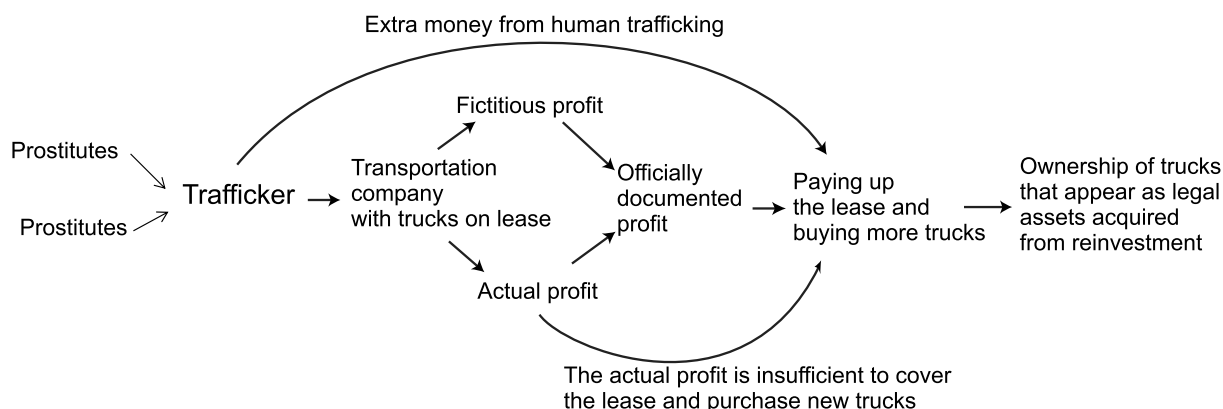 Extra money from human trafficking
Fictitious profit
Prostitutes
Prostitutes
Trafficker
Transportation
company
with trucks on lease
Officially
documented
profit
Actual profit
Paying up
the lease and
buying more trucks
Ownership of trucks
that appear as legal
assets acquired
from reinvestment
The actual profit is insufficient to cover
the lease and purchase new trucks